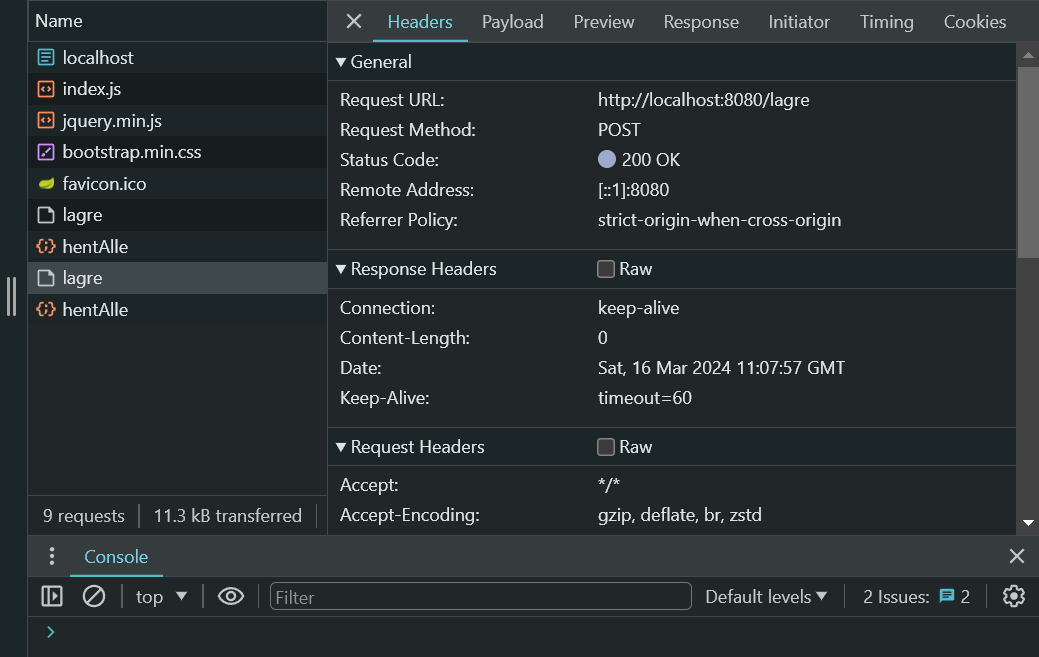 Name
localhost
index.js
jquery.min.js
bootstrap.min.css
favicon.ico
lagre
hentAlle
lagre
hentAlle
9 requests 11.3 kB transferred
Headers Payload Preview Response Initiator Timing Cookies
General
Request URL: http://localhost:8080/lagre
Request Method: POST
Status Code: 200 OK
Remote Address: [::1]:8080
Referrer Policy: strict-origin-when-cross-origin
Response Headers Raw
Connection: keep-alive
Content-Length: 0
Date: Sat, 16 Mar 2024 11:07:57 GMT
Keep-Alive: timeout=60
Request Headers Raw
Accept: */*
Accept-Encoding: gzip, deflate, br, zstd
Console
top Filter Default levels 2 Issues: 2